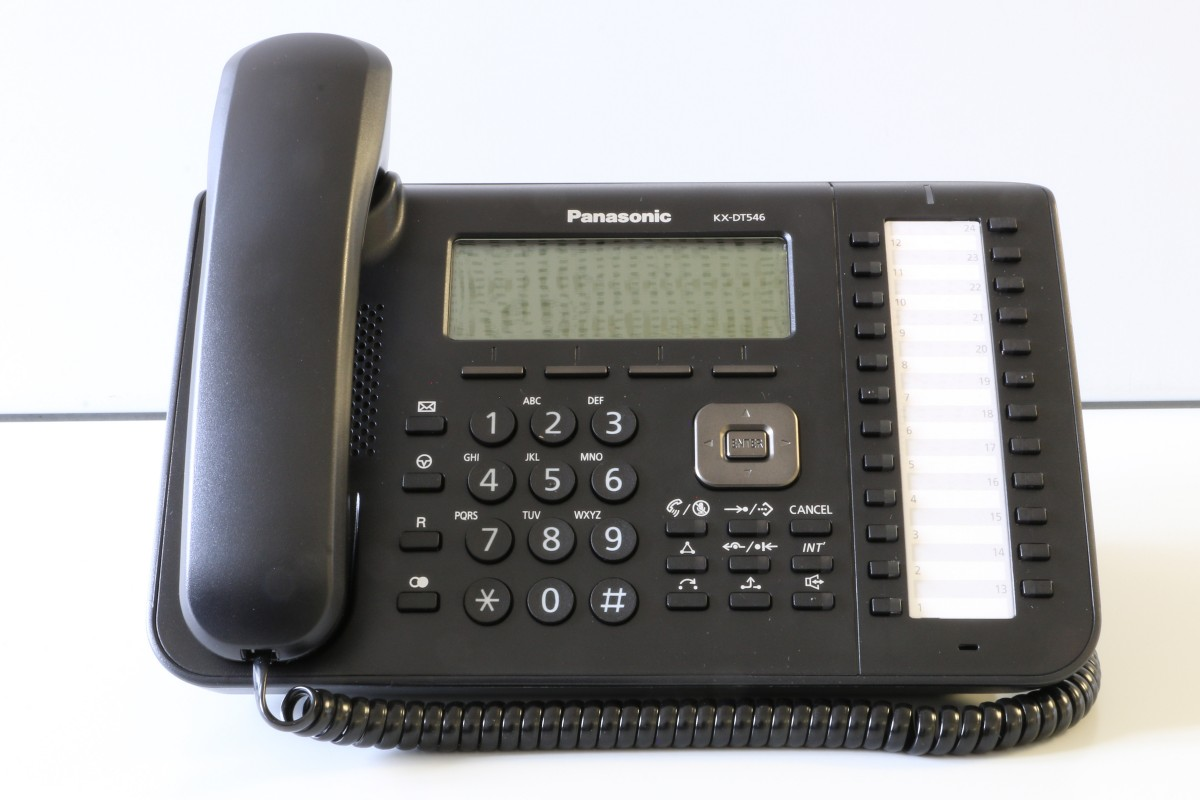 Panasonic KX-DT546
ABC DEF
1 2 3
GHI JKL MNO
4 5 6
PQRS TUV WXYZ
7 8 9
* 0 #
R
ENTER
CANCEL
INT'
12 24
11 23
10 22
9 21
8 20
7 19
6 18
5 17
4 16
3 15
2 14
1 13